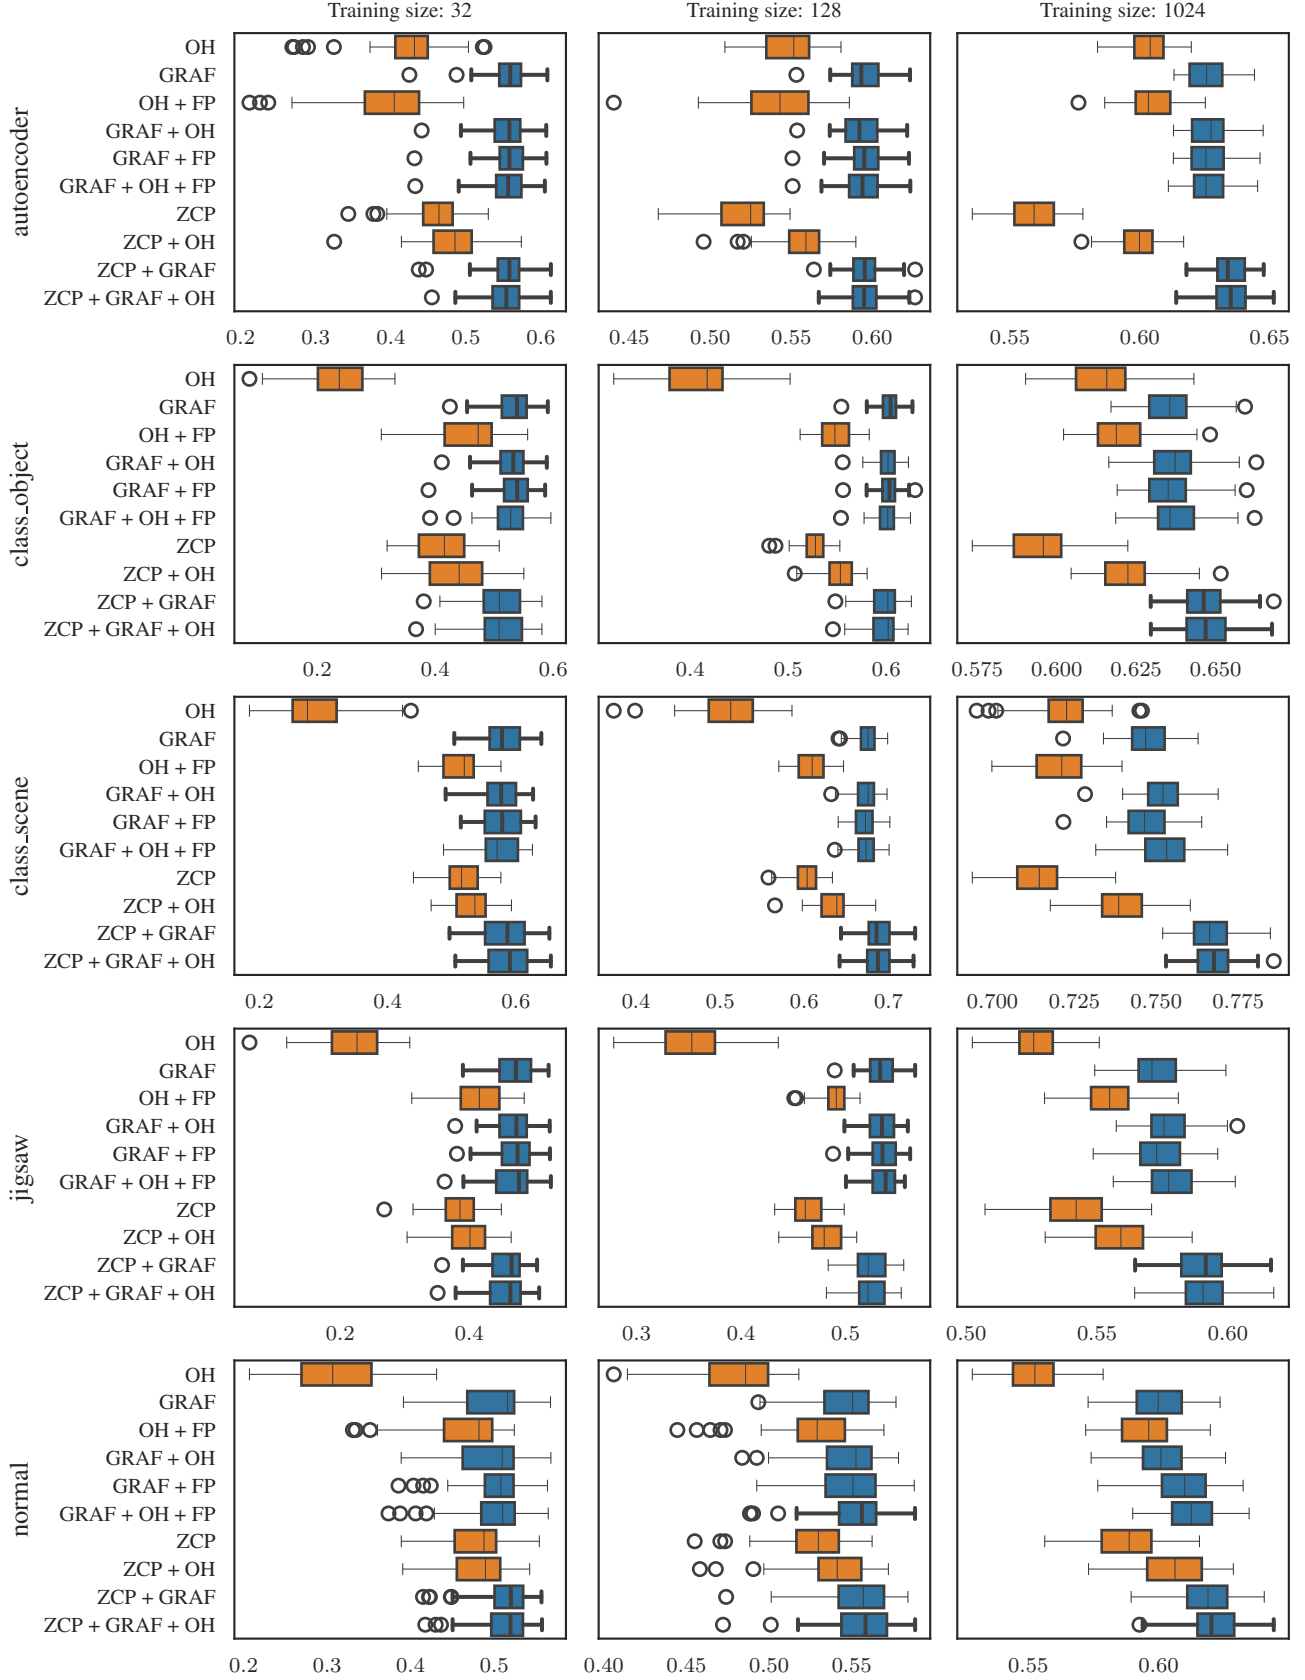 Training size: 32
Training size: 128
Training size: 1024
autoencoder
OH
GRAF
OH + FP
GRAF + OH
GRAF + FP
GRAF + OH + FP
ZCP
ZCP + OH
ZCP + GRAF
ZCP + GRAF + OH
0.2 0.3 0.4 0.5 0.6
0.45 0.50 0.55 0.60
0.55 0.60 0.65
class_object
OH
GRAF
OH + FP
GRAF + OH
GRAF + FP
GRAF + OH + FP
ZCP
ZCP + OH
ZCP + GRAF
ZCP + GRAF + OH
0.2 0.4 0.6
0.4 0.5 0.6
0.575 0.600 0.625 0.650
class_scene
OH
GRAF
OH + FP
GRAF + OH
GRAF + FP
GRAF + OH + FP
ZCP
ZCP + OH
ZCP + GRAF
ZCP + GRAF + OH
0.2 0.4 0.6
0.4 0.5 0.6 0.7
0.700 0.725 0.750 0.775
jigsaw
OH
GRAF
OH + FP
GRAF + OH
GRAF + FP
GRAF + OH + FP
ZCP
ZCP + OH
ZCP + GRAF
ZCP + GRAF + OH
0.2 0.4
0.3 0.4 0.5
0.50 0.55 0.60
normal
OH
GRAF
OH + FP
GRAF + OH
GRAF + FP
GRAF + OH + FP
ZCP
ZCP + OH
ZCP + GRAF
ZCP + GRAF + OH
0.2 0.3 0.4 0.5
0.40 0.45 0.50 0.55
0.55 0.60